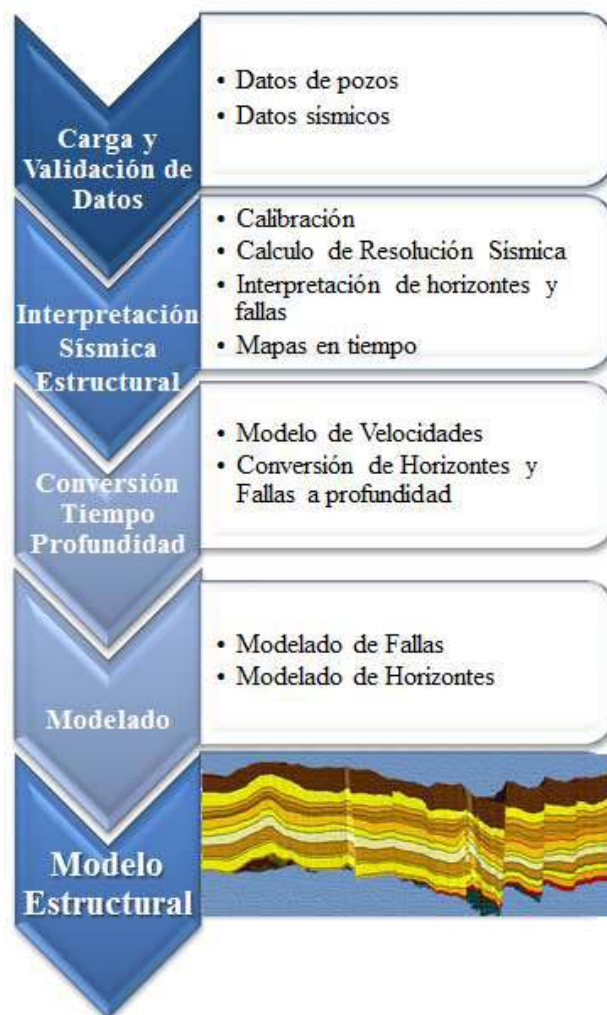 Carga y
Validación de
Datos
• Datos de pozos
• Datos sísmicos
Interpretación
Sísmica
Estructural
• Calibración
• Calculo de Resolución Sísmica
• Interpretación de horizontes y
fallas
• Mapas en tiempo
Conversión
Tiempo
Profundidad
• Modelo de Velocidades
• Conversión de Horizontes y
Fallas a profundidad
Modelado
• Modelado de Fallas
• Modelado de Horizontes
Modelo
Estructural